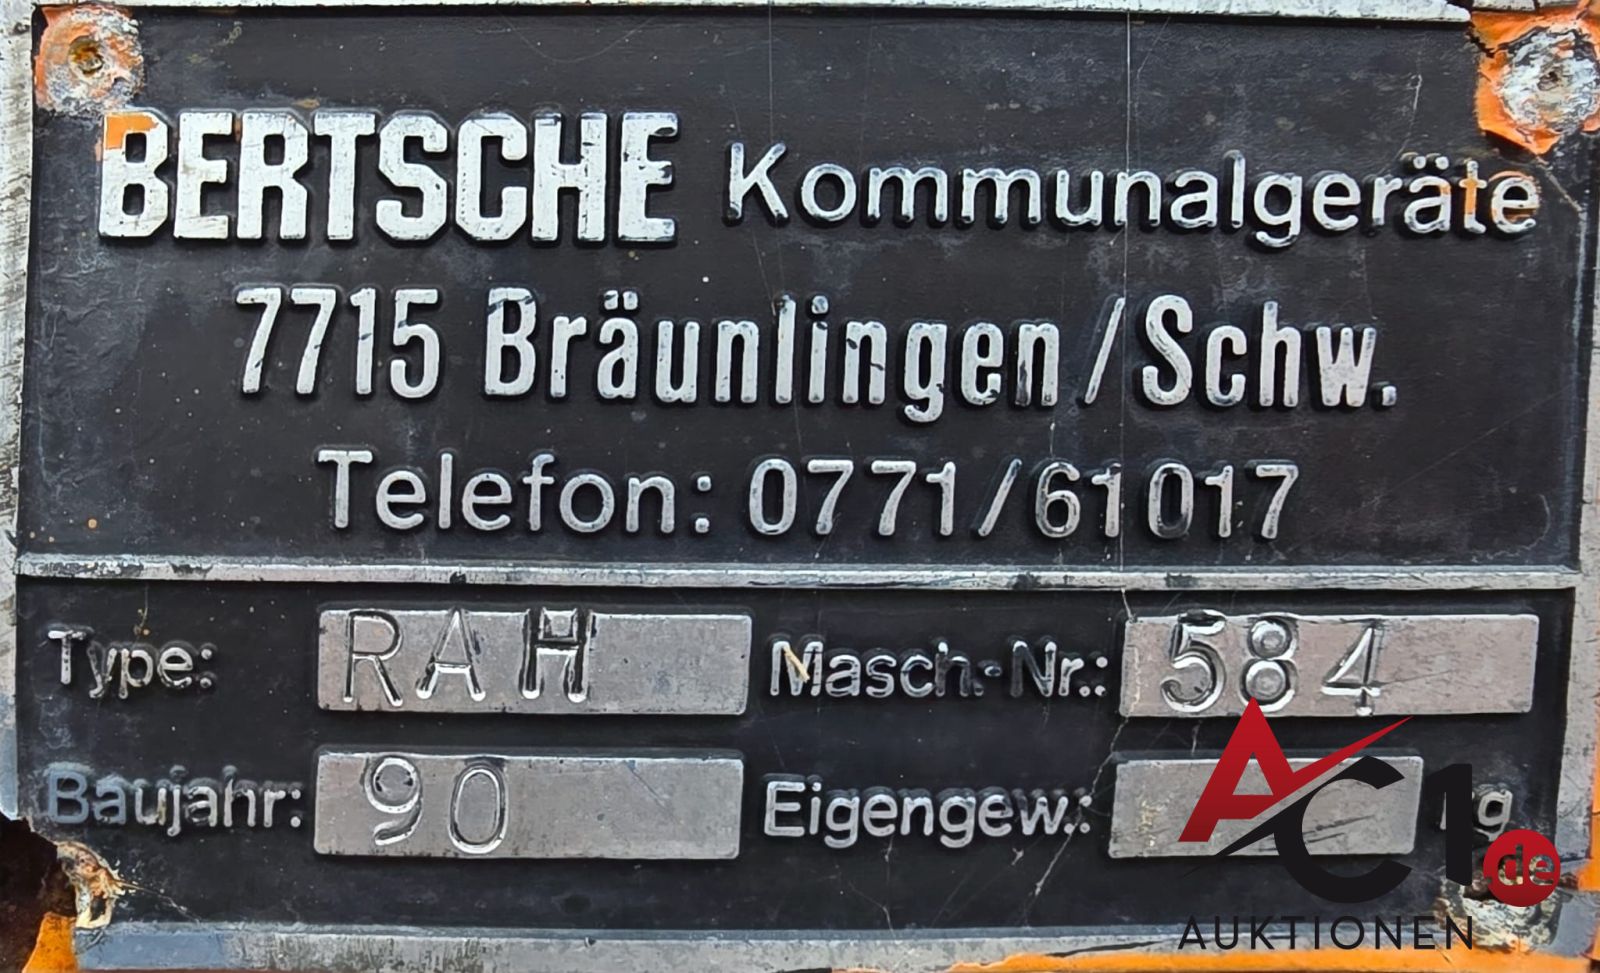 BERTSCHE Kommunalgeräte
7715 Bräunlingen/Schw.
Telefon: 0771/61017
Type: RAH Masch.-Nr.: 584
Baujahr: 90 Eigengew.: kg
AC1.de
AUKTIONEN